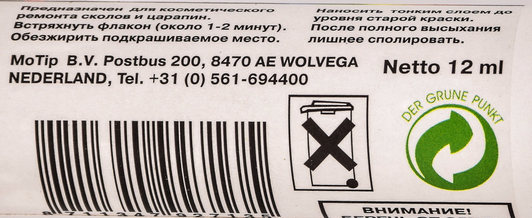 Предназначен для косметического
ремонта сколов и царапин.
Встряхнуть флакон (около 1-2 минут).
Обезжирить подкрашиваемое место.
Наносить тонким слоем до
уровня старой краски.
После полного высыхания
лишнее сполировать.
MoTip B.V. Postbus 200, 8470 AE WOLVEGA
NEDERLAND, Tel. +31 (0) 561-694400
Netto 12 ml
DER GRÜNE PUNKT
ВНИМАНИЕ!